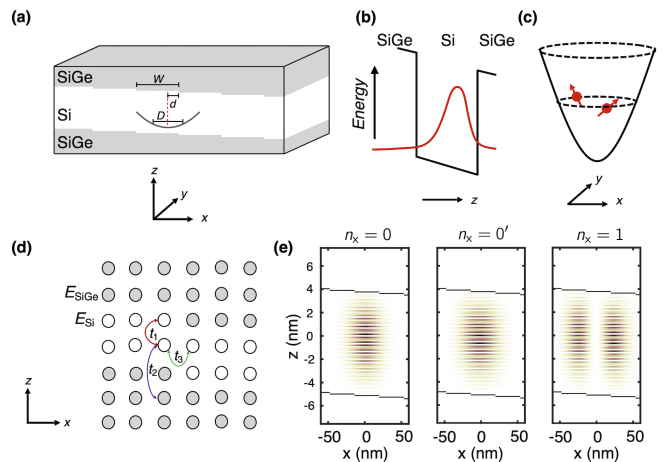 (a)
SiGe
W
d
Si
D
SiGe
z
y
x
(b)
SiGe Si SiGe
Energy
z
(c)
y
x
(d)
E_SiGe
E_Si
t_1
t_2
t_3
z
x
(e)
n_x = 0
n_x = 0′
n_x = 1
z (nm)
6
4
2
0
-2
-4
-6
-50 0 50
-50 0 50
-50 0 50
x (nm)
x (nm)
x (nm)